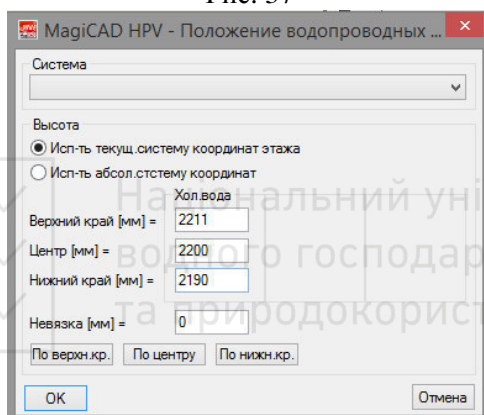 MagiCAD HPV - Положение водопроводных ...
Система
Высота
Исп-ть текущ.систему координат этажа
Исп-ть абсол.стстему координат
Хол.вода
Верхний край [мм] = 2211
Центр [мм] = 2200
Нижний край [мм] = 2190
Невязка [мм] = 0
По верхн.кр. По центру По нижн.кр.
OK Отмена
Національний уні
водного господар
та природокорист